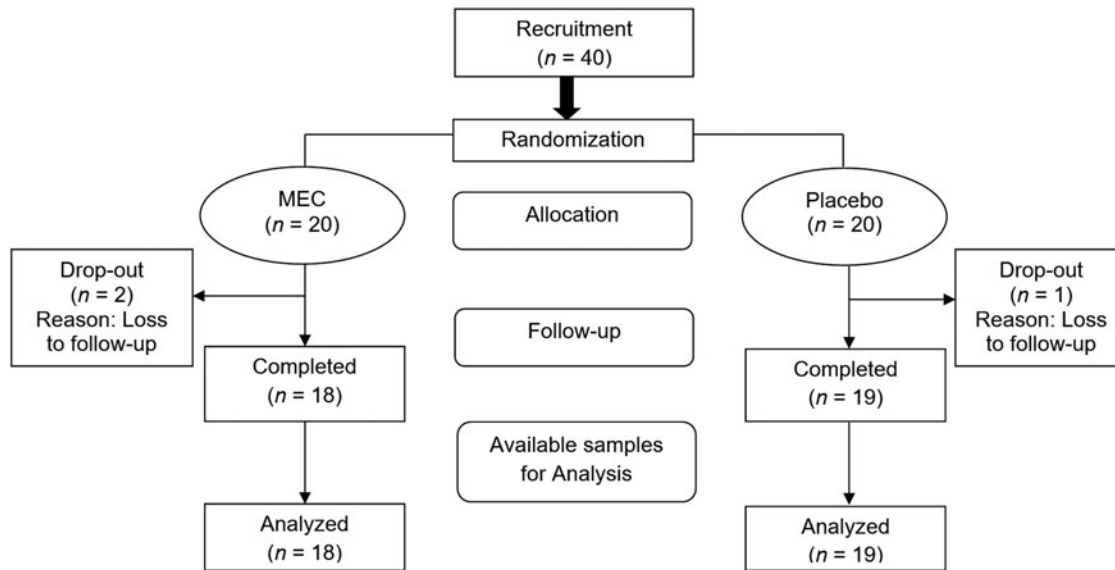 Recruitment
(n = 40)
Randomization
MEC
(n = 20)
Allocation
Placebo
(n = 20)
Drop-out
(n = 2)
Reason: Loss
to follow-up
Drop-out
(n = 1)
Reason: Loss
to follow-up
Follow-up
Completed
(n = 18)
Completed
(n = 19)
Available samples
for Analysis
Analyzed
(n = 18)
Analyzed
(n = 19)